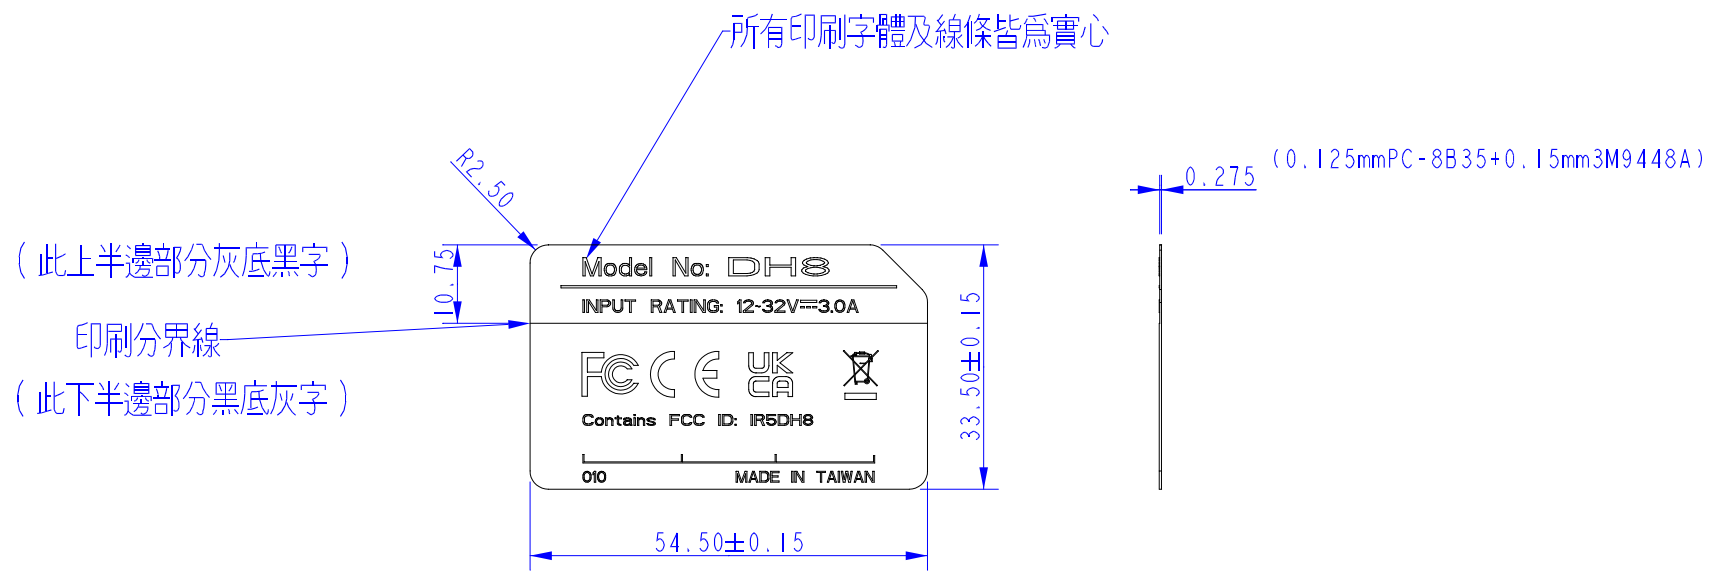 所有印刷字體及線條皆爲實心
(0.125mmPC-8B35+0.15mm3M9448A)
0.275
R2.50
(此上半邊部分灰底黑字)
10.75
Model No: DH8
INPUT RATING: 12~32V⎓3.0A
印刷分界線
(此下半邊部分黑底灰字)
FC CE UKCA
Contains FCC ID: IR5DH8
33.50±0.15
010 MADE IN TAIWAN
54.50±0.15